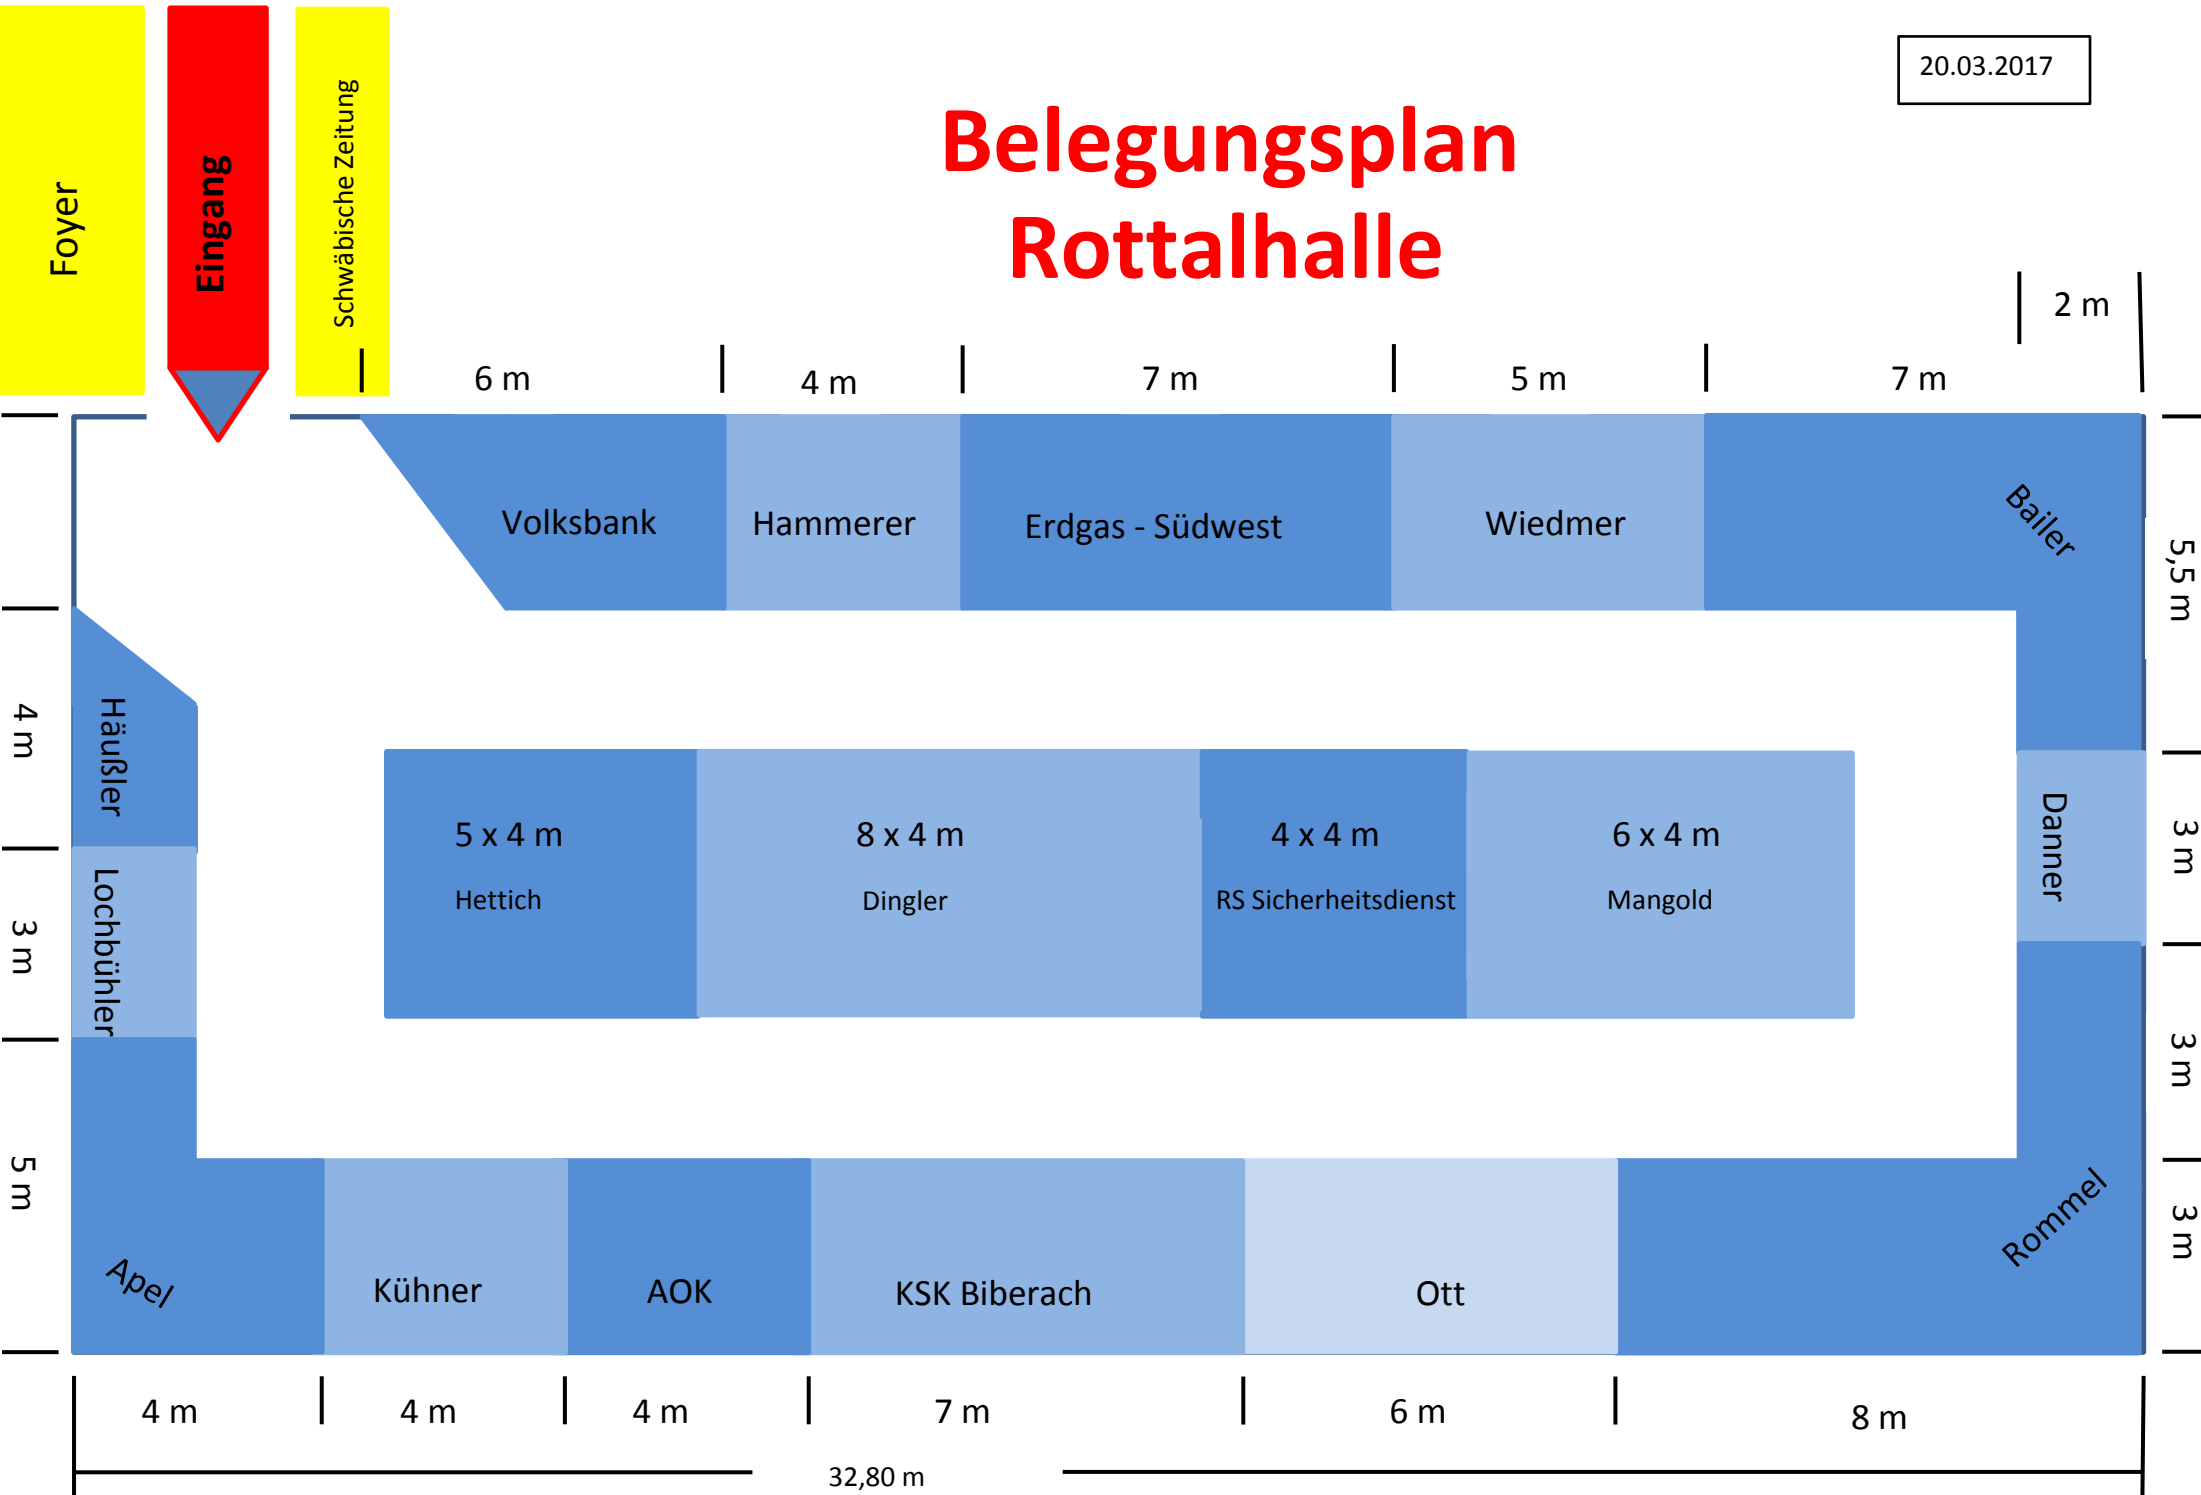 20.03.2017
Belegungsplan
Rottalhalle
Foyer
Eingang
Schwäbische Zeitung
2 m
6 m
4 m
7 m
5 m
7 m
Volksbank
Hammerer
Erdgas - Südwest
Wiedmer
Bailer
5,5 m
4 m
Häußler
5 x 4 m
Hettich
8 x 4 m
Dingler
4 x 4 m
RS Sicherheitsdienst
6 x 4 m
Mangold
Danner
3 m
3 m
Lochbühler
3 m
5 m
Apel
Kühner
AOK
KSK Biberach
Ott
Rommel
3 m
4 m
4 m
4 m
7 m
6 m
8 m
32,80 m